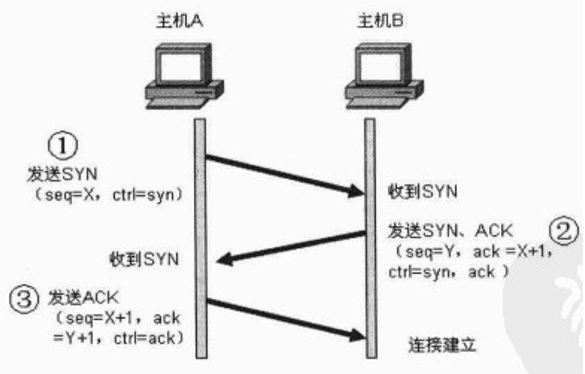 主机A
主机B
①
发送SYN
（seq=X，ctrl=syn）
收到SYN
发送SYN、ACK
（seq=Y，ack =X+1，
ctrl=syn，ack ）
②
收到SYN
③ 发送ACK
（seq=X+1，ack
=Y+1，ctrl=ack）
连接建立